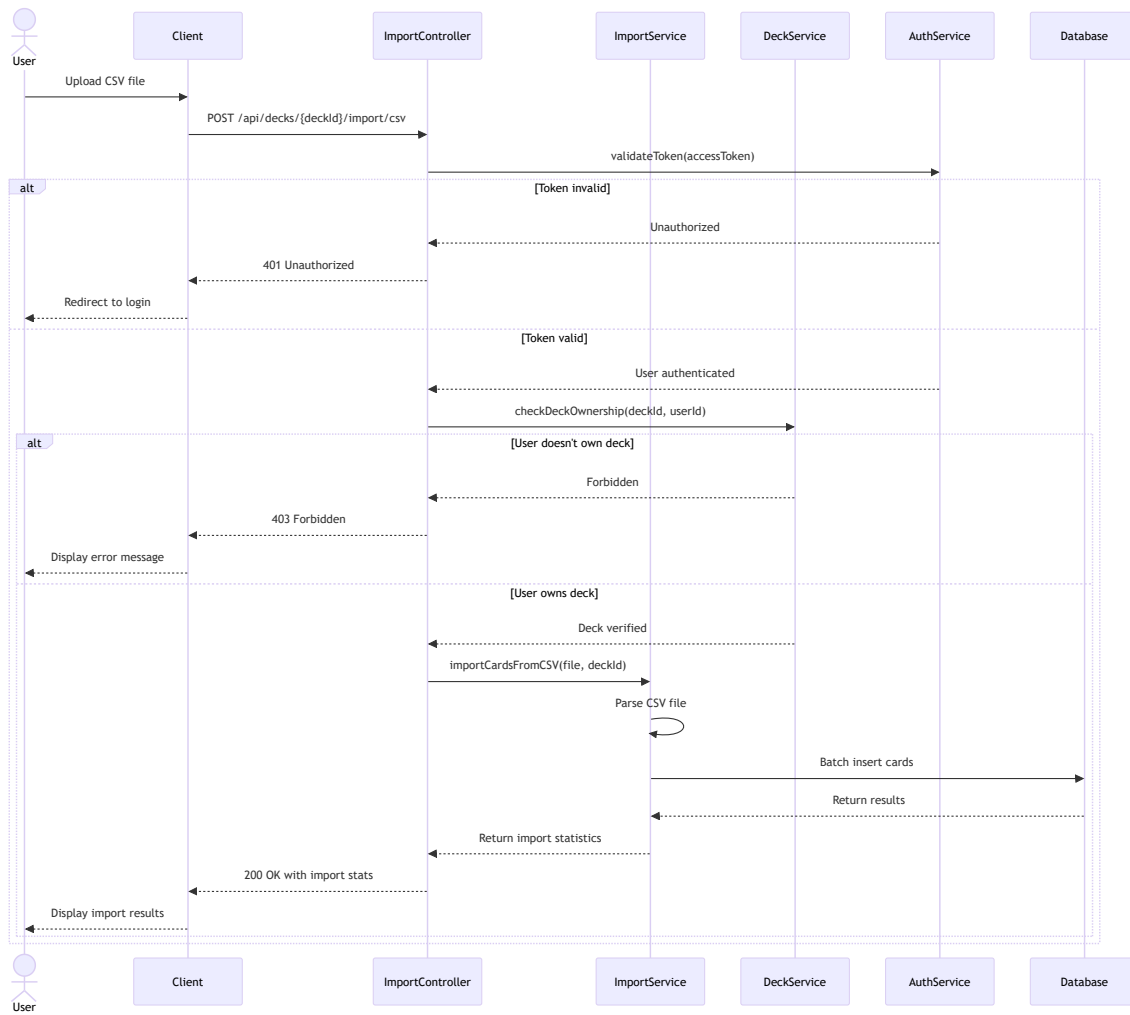 User
Client
ImportController
ImportService
DeckService
AuthService
Database
Upload CSV file
POST /api/decks/{deckId}/import/csv
validateToken(accessToken)
alt
[Token invalid]
Unauthorized
401 Unauthorized
Redirect to login
[Token valid]
User authenticated
checkDeckOwnership(deckId, userId)
alt
[User doesn't own deck]
Forbidden
403 Forbidden
Display error message
[User owns deck]
Deck verified
importCardsFromCSV(file, deckId)
Parse CSV file
Batch insert cards
Return results
Return import statistics
200 OK with import stats
Display import results
User
Client
ImportController
ImportService
DeckService
AuthService
Database